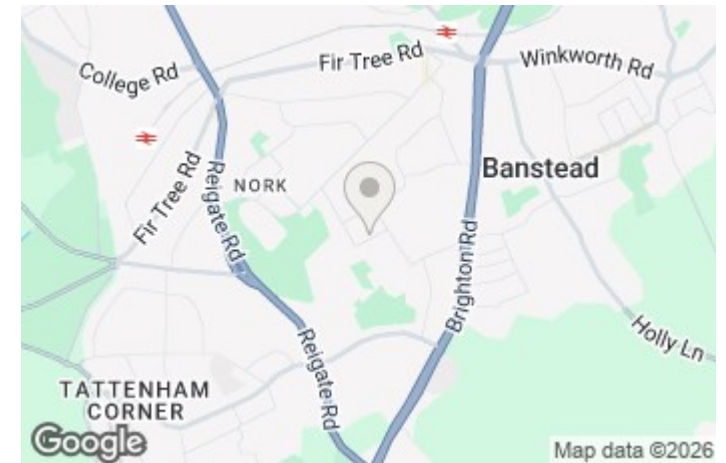 College Rd
Fir Tree Rd
Winkworth Rd
Fir Tree Rd
Reigate Rd
NORK
Banstead
Brighton Rd
Reigate Rd
Holly Ln
TATTENHAM
CORNER
Google
Map data ©2026